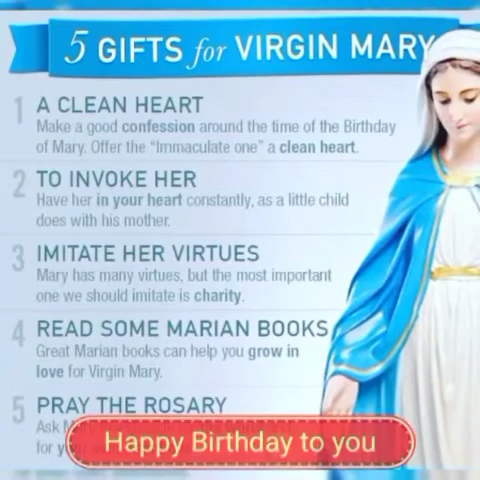 5 GIFTS for VIRGIN MARY
1 A CLEAN HEART
Make a good confession around the time of the Birthday
of Mary. Offer the “Immaculate one” a clean heart.
2 TO INVOKE HER
Have her in your heart constantly, as a little child
does with his mother.
3 IMITATE HER VIRTUES
Mary has many virtues, but the most important
one we should imitate is charity.
4 READ SOME MARIAN BOOKS
Great Marian books can help you grow in
love for Virgin Mary.
5 PRAY THE ROSARY
Ask
for
Happy Birthday to you